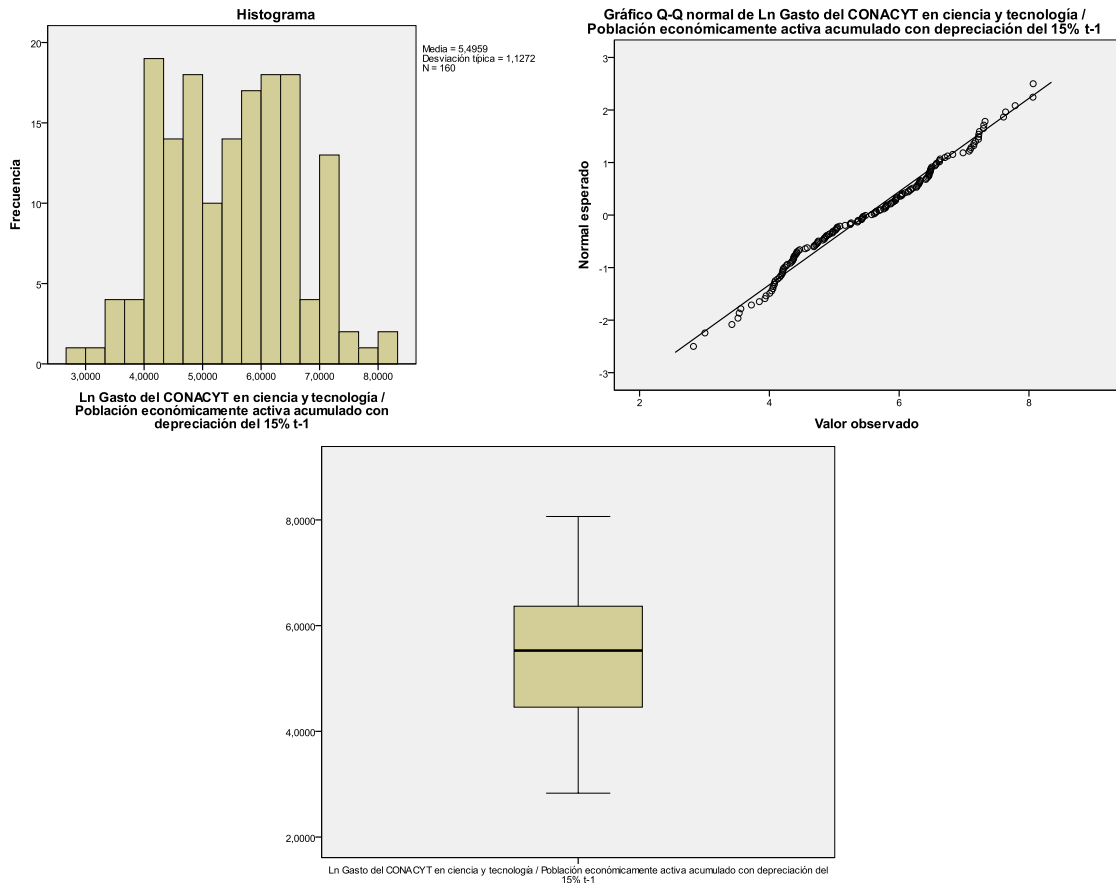 Histograma
20
15
10
5
0
Frecuencia
3,0000 4,0000 5,0000 6,0000 7,0000 8,0000
Ln Gasto del CONACYT en ciencia y tecnología /
Población económicamente activa acumulado con
depreciación del 15% t-1
Media = 5,4959
Desviación típica = 1,1272
N = 160
Gráfico Q-Q normal de Ln Gasto del CONACYT en ciencia y tecnología /
Población económicamente activa acumulado con depreciación del 15% t-1
3
2
1
0
-1
-2
-3
Normal esperado
2 4 6 8
Valor observado
8,0000
6,0000
4,0000
2,0000
Ln Gasto del CONACYT en ciencia y tecnología / Población económicamente activa acumulado con depreciación del
15% t-1